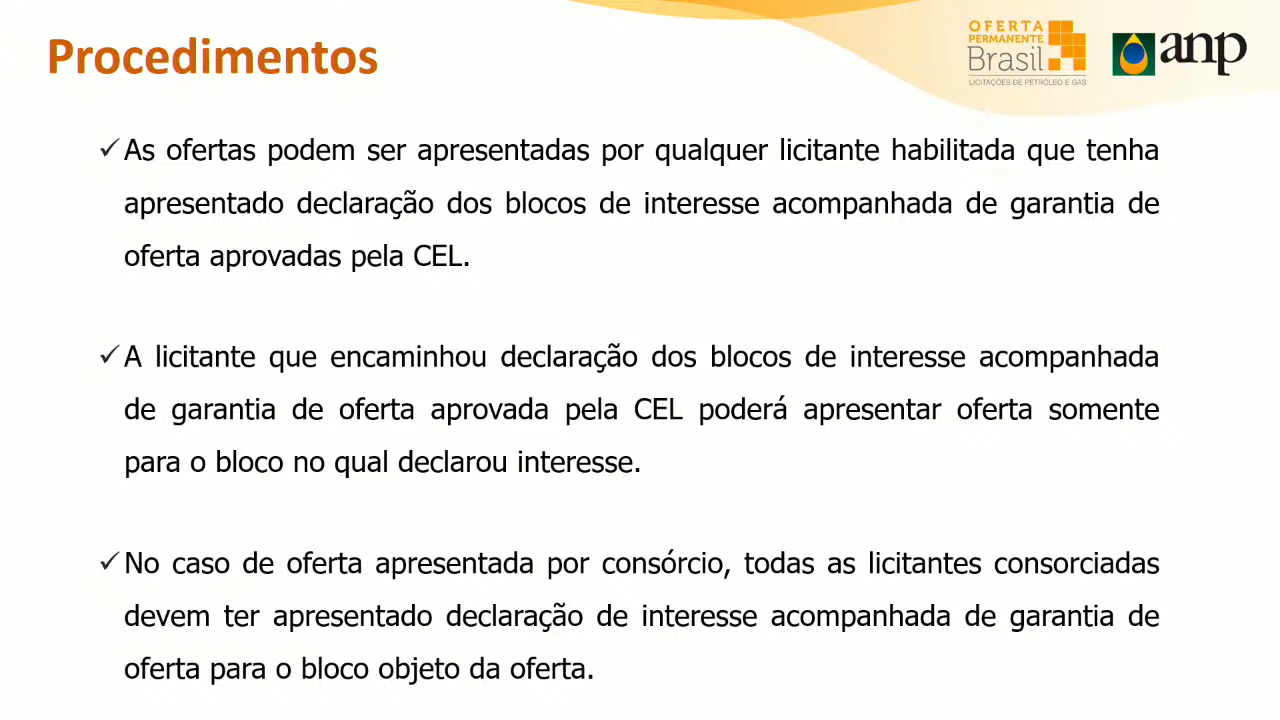 Procedimentos
OFERTA
PERMANENTE
Brasil
LICITAÇÕES DE PETRÓLEO E GÁS
anp
✓As ofertas podem ser apresentadas por qualquer licitante habilitada que tenha
apresentado declaração dos blocos de interesse acompanhada de garantia de
oferta aprovadas pela CEL.
✓A licitante que encaminhou declaração dos blocos de interesse acompanhada
de garantia de oferta aprovada pela CEL poderá apresentar oferta somente
para o bloco no qual declarou interesse.
✓No caso de oferta apresentada por consórcio, todas as licitantes consorciadas
devem ter apresentado declaração de interesse acompanhada de garantia de
oferta para o bloco objeto da oferta.